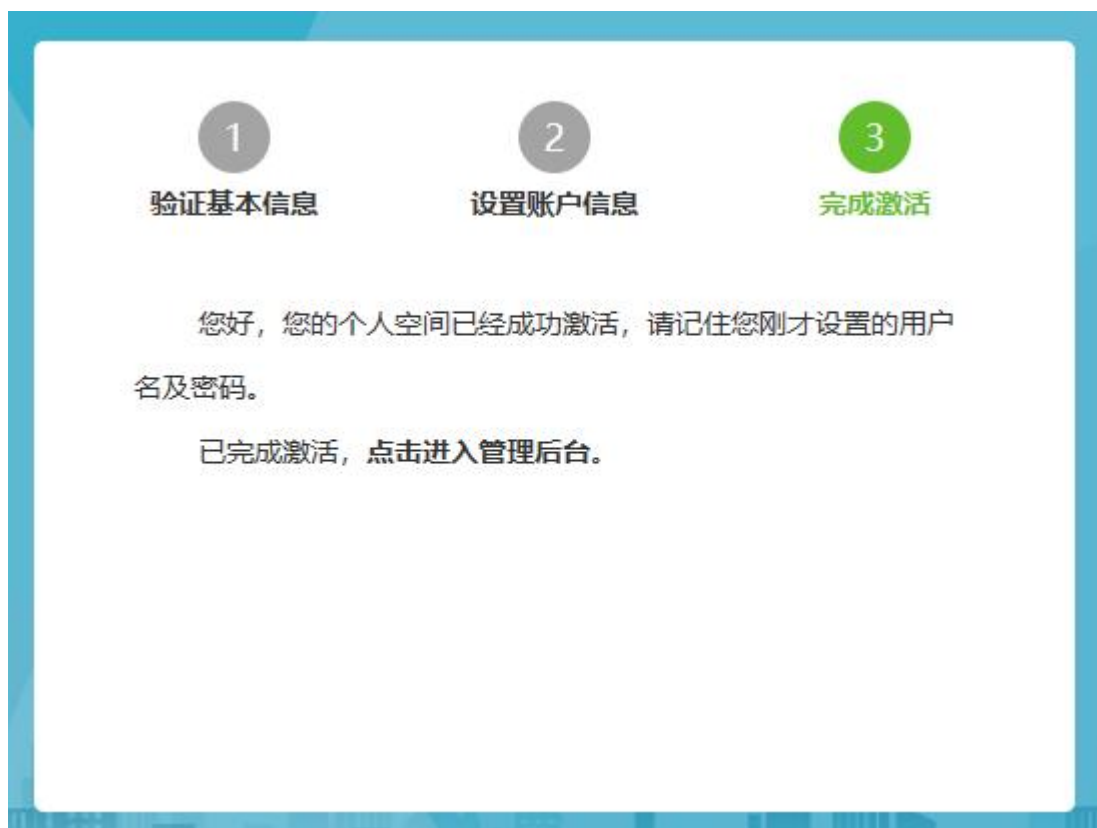 1
2
3
验证基本信息
设置账户信息
完成激活
您好，您的个人空间已经成功激活，请记住您刚才设置的用户
名及密码。
已完成激活，点击进入管理后台。